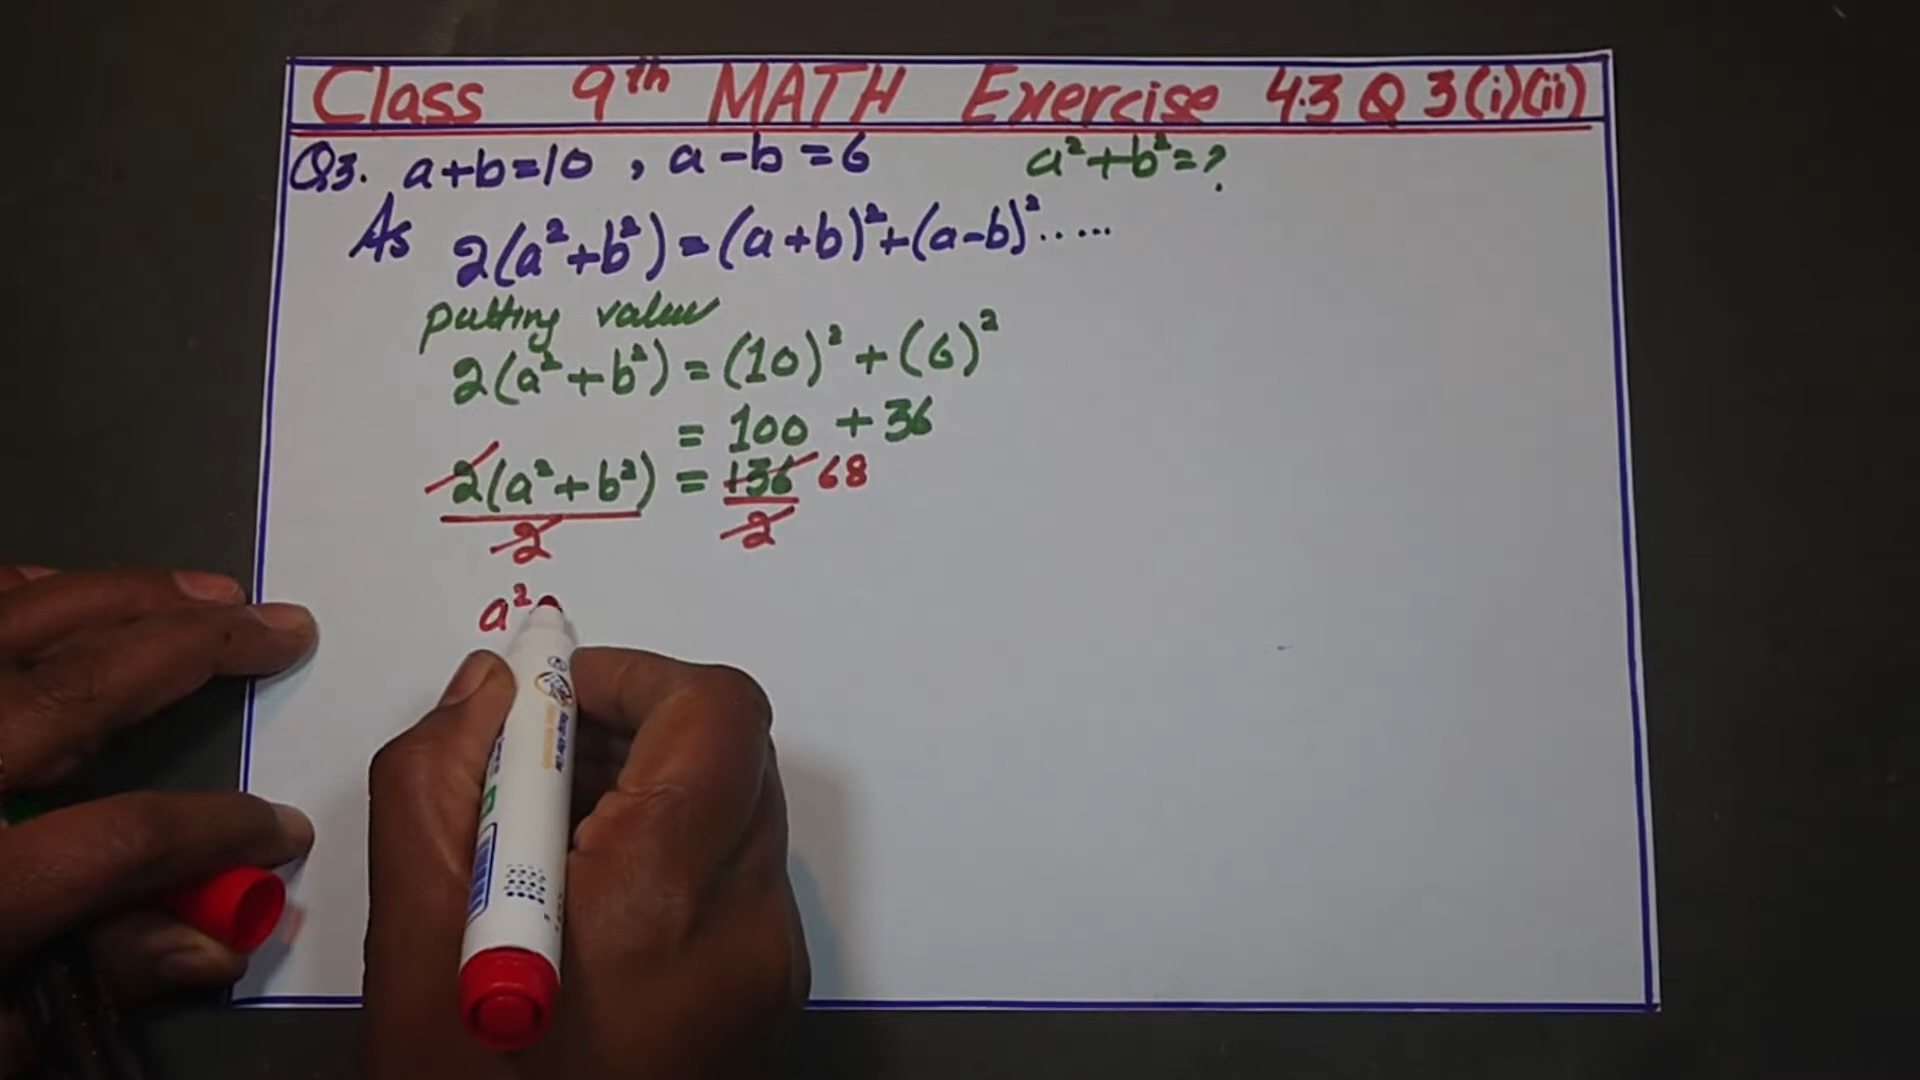 Class 9th MATH Exercise 4.3 Q 3(i)(ii)
Q3. a+b=10 , a-b=6 a²+b²=?
As 2(a²+b²)=(a+b)²+(a-b)².....
putting value
2(a²+b²)=(10)²+(6)²
= 100 + 36
2(a²+b²) = 136 68
2 2
a²